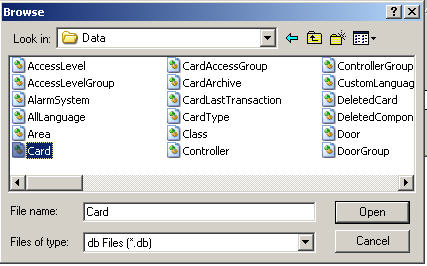 Browse
Look in: Data
AccessLevel CardAccessGroup ControllerGroup
AccessLevelGroup CardArchive CustomLanguag
AlarmSystem CardLastTransaction DeletedCard
AllLanguage CardType DeletedCompon
Area Class Door
Card Controller DoorGroup
File name: Card Open
Files of type: db Files (*.db) Cancel